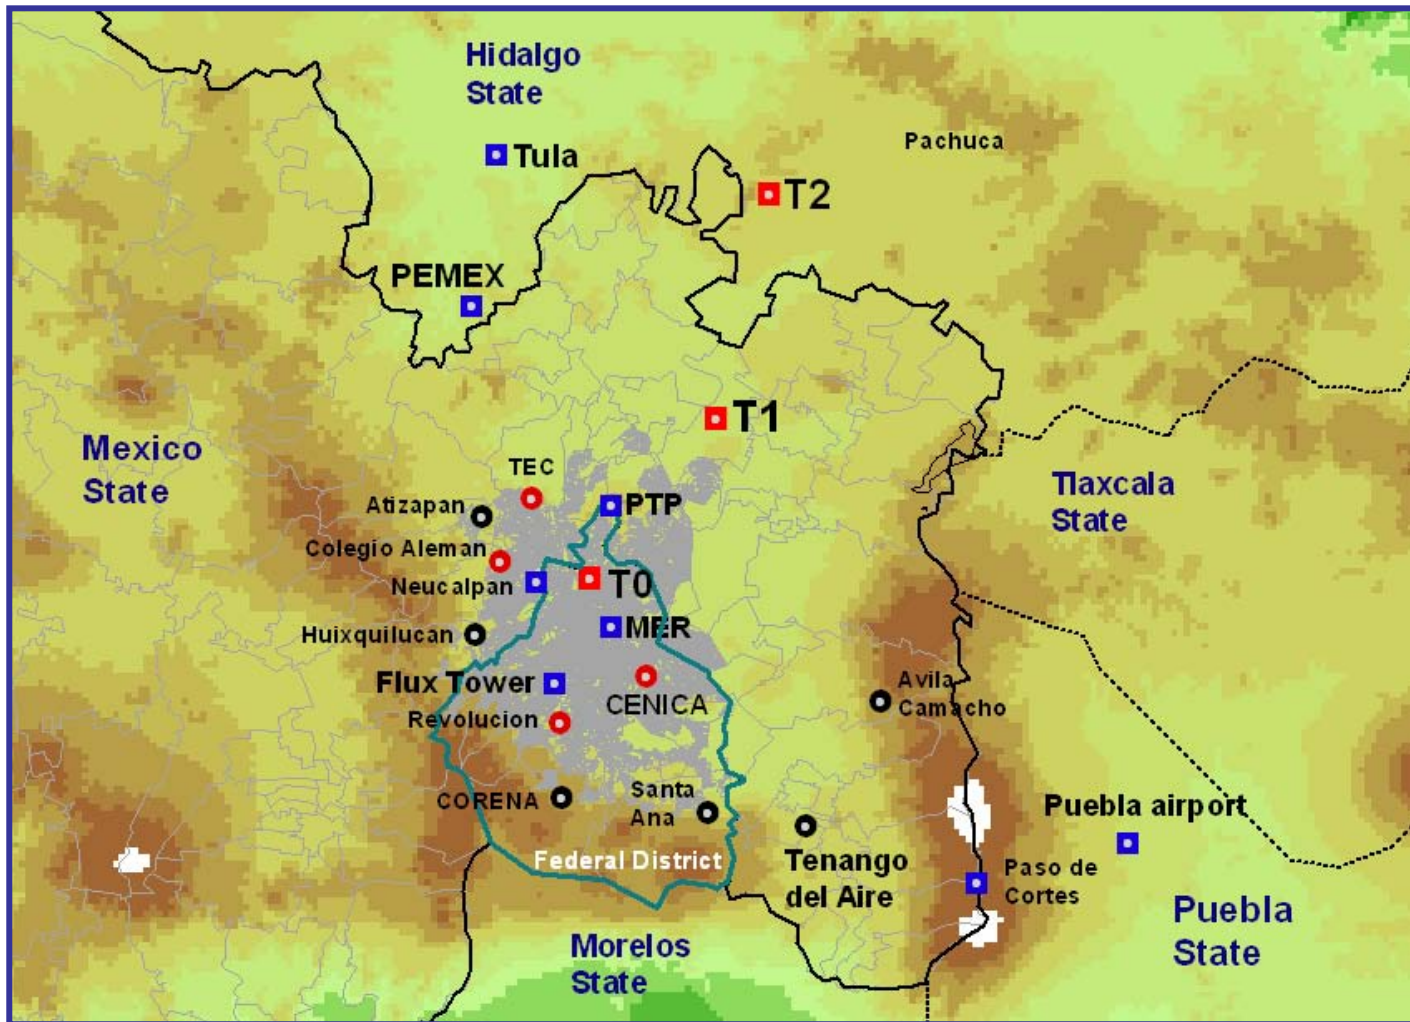 Hidalgo
State
Pachuca
Tula
T2
PEMEX
T1
Mexico
State
TEC
Tlaxcala
State
Atizapan
PTP
Colegio Aleman
Neucalpan
T0
Huixquilucan
MER
Flux Tower
CENICA
Avila
Camacho
Revolucion
CORENA
Santa
Ana
Puebla airport
Federal District
Tenango
del Aire
Paso de
Cortes
Puebla
State
Morelos
State